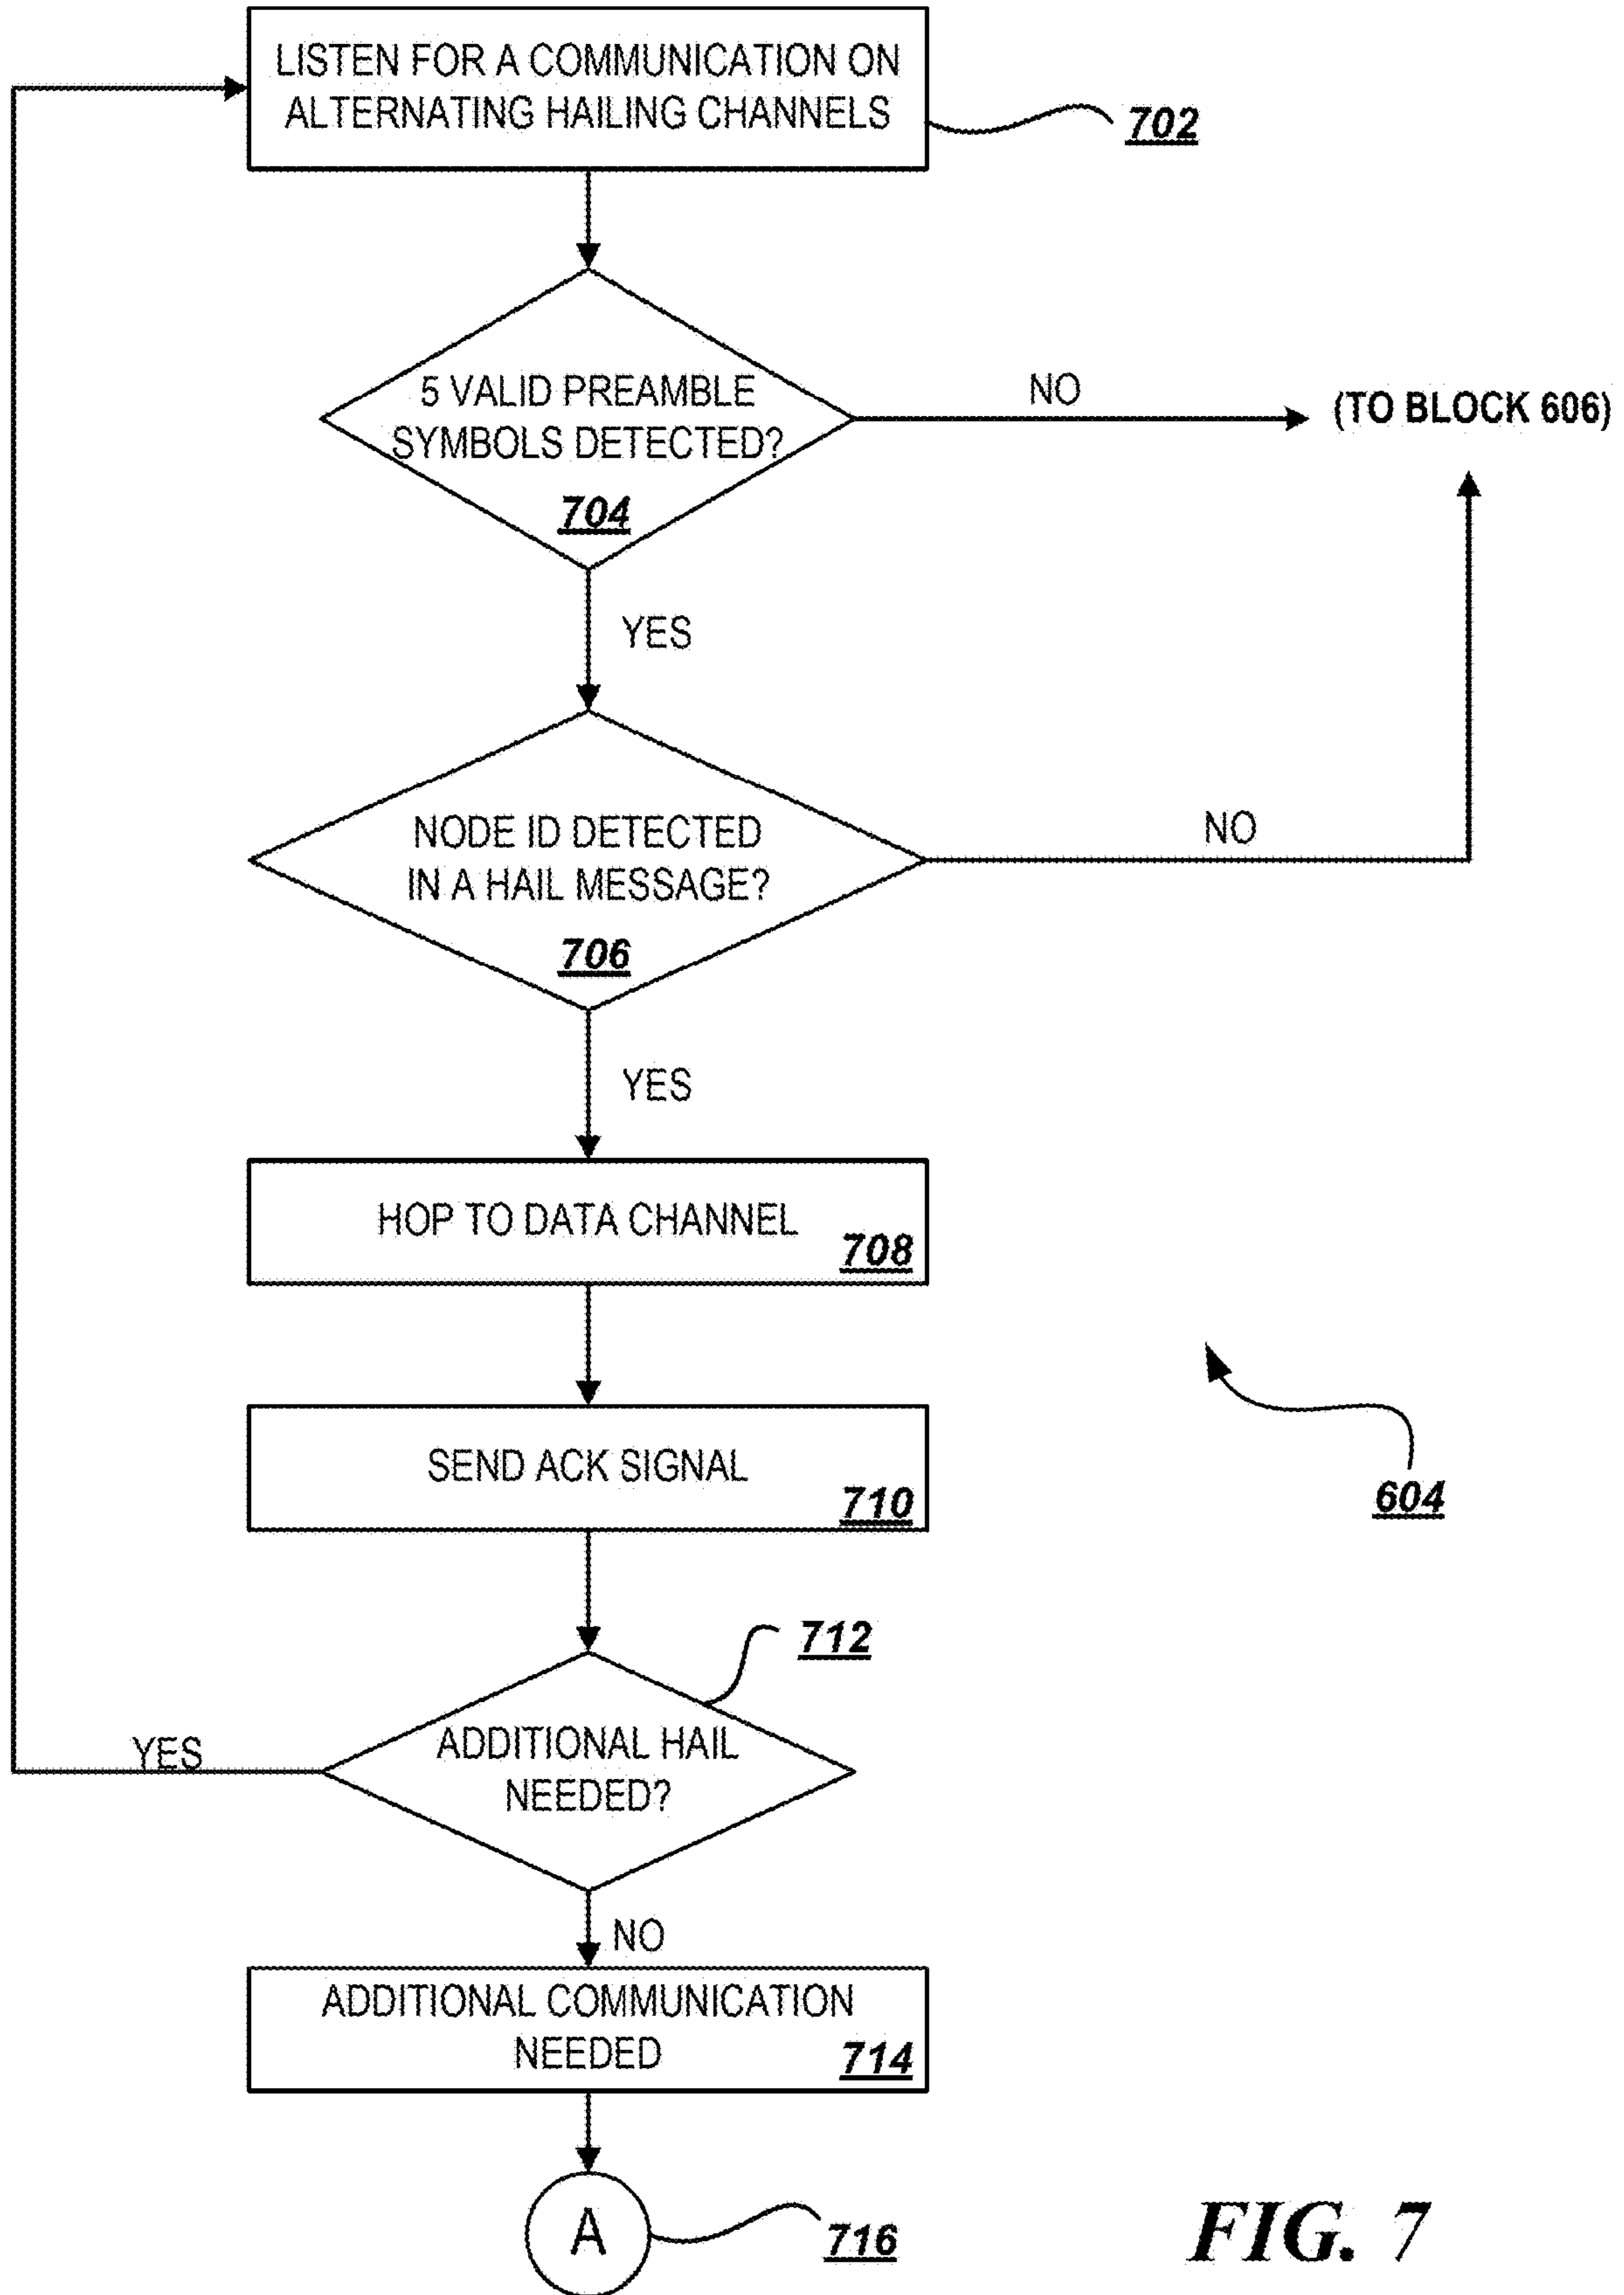 LISTEN FOR A COMMUNICATION ON
ALTERNATING HAILING CHANNELS
702
5 VALID PREAMBLE
SYMBOLS DETECTED?
704
NO
(TO BLOCK 606)
YES
NODE ID DETECTED
IN A HAIL MESSAGE?
706
NO
YES
HOP TO DATA CHANNEL
708
SEND ACK SIGNAL
710
604
712
ADDITIONAL HAIL
NEEDED?
YES
NO
ADDITIONAL COMMUNICATION
NEEDED
714
A
716
FIG. 7